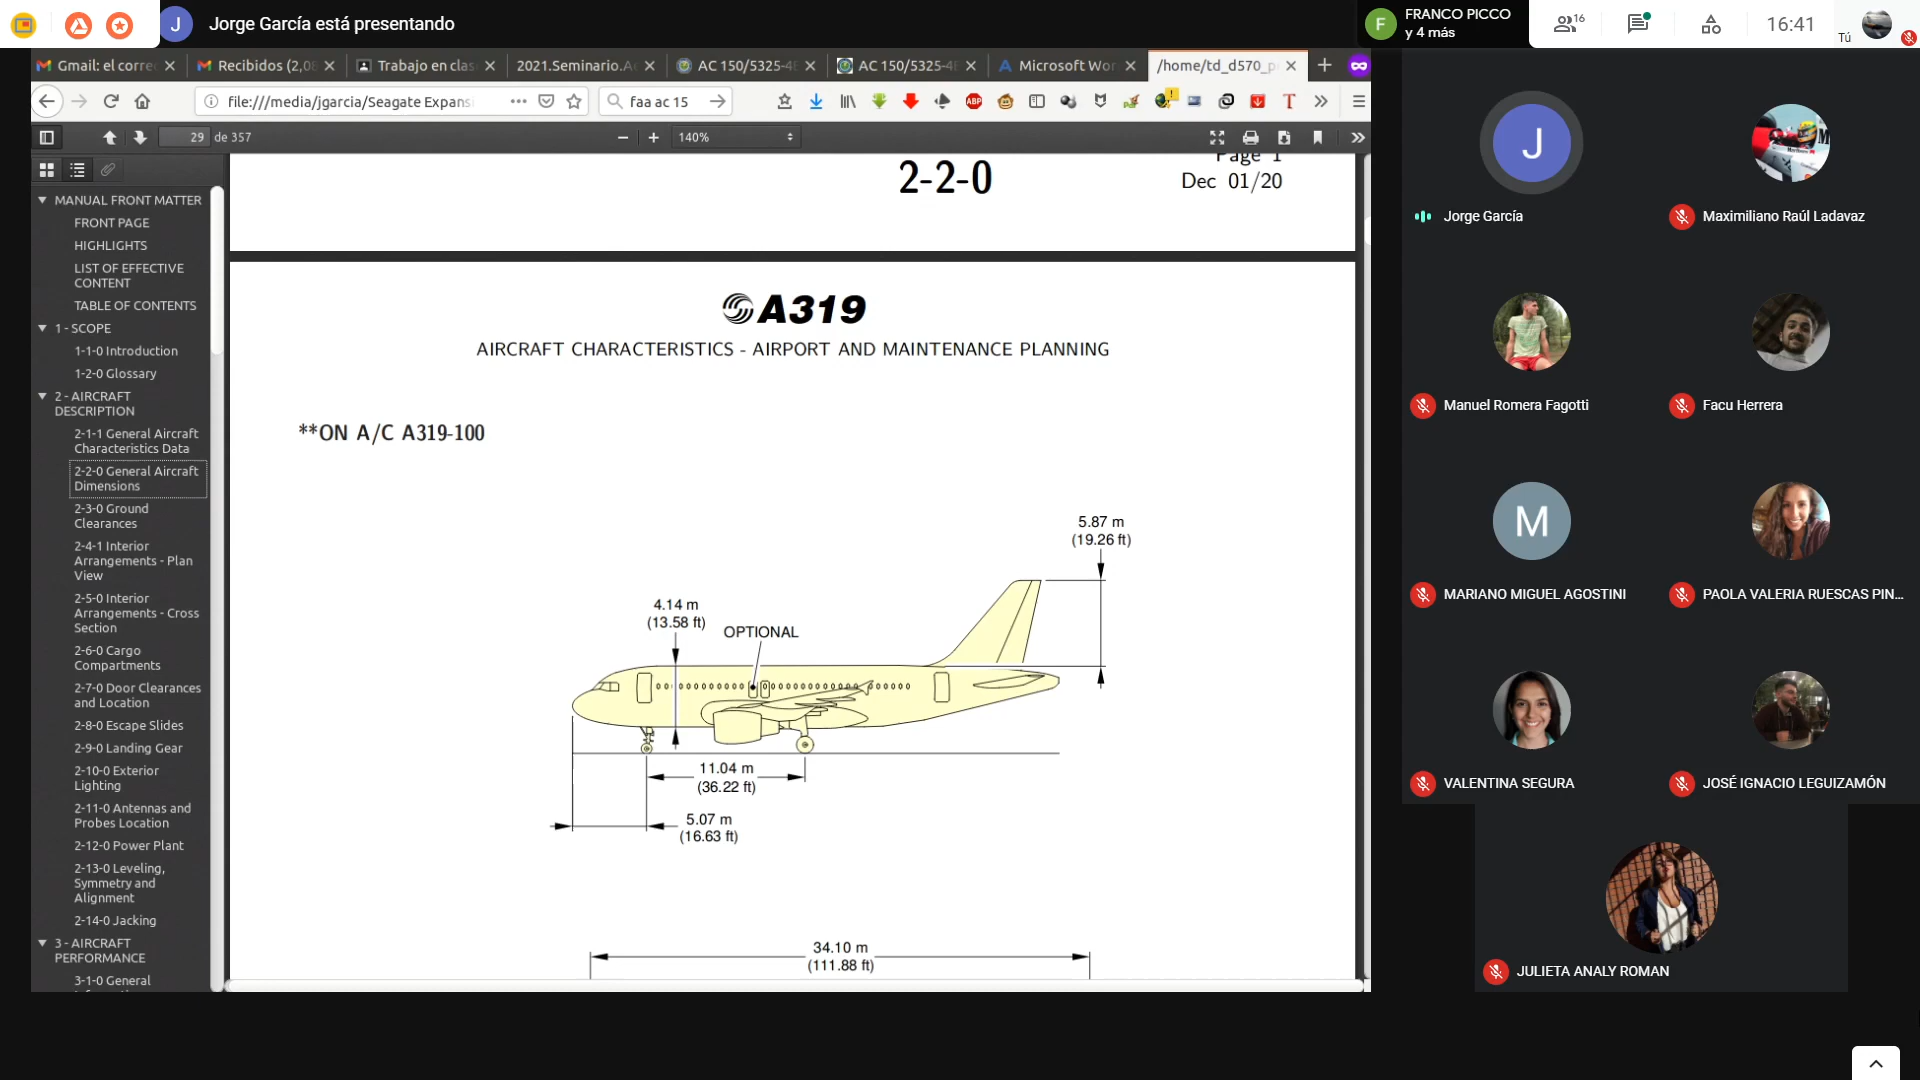 J
Jorge García está presentando
F
FRANCO PICCO
y 4 más
16
16:41
Tú
Gmail: el corre
Recibidos (2,08
Trabajo en clas
2021.Seminario.A
AC 150/5325-4
AC 150/5325-4
Microsoft Wor
/home/td_d570_p
file:///media/jgarcia/Seagate Expans
faa ac 15
ABP
29 de 357
140%
MANUAL FRONT MATTER
FRONT PAGE
HIGHLIGHTS
LIST OF EFFECTIVE
CONTENT
TABLE OF CONTENTS
1 - SCOPE
1-1-0 Introduction
1-2-0 Glossary
2 - AIRCRAFT
DESCRIPTION
2-1-1 General Aircraft
Characteristics Data
2-2-0 General Aircraft
Dimensions
2-3-0 Ground
Clearances
2-4-1 Interior
Arrangements - Plan
View
2-5-0 Interior
Arrangements - Cross
Section
2-6-0 Cargo
Compartments
2-7-0 Door Clearances
and Location
2-8-0 Escape Slides
2-9-0 Landing Gear
2-10-0 Exterior
Lighting
2-11-0 Antennas and
Probes Location
2-12-0 Power Plant
2-13-0 Leveling,
Symmetry and
Alignment
2-14-0 Jacking
3 - AIRCRAFT
PERFORMANCE
3-1-0 General
2-2-0
Page 1
Dec 01/20
A319
AIRCRAFT CHARACTERISTICS - AIRPORT AND MAINTENANCE PLANNING
**ON A/C A319-100
5.87 m
(19.26 ft)
4.14 m
(13.58 ft)
OPTIONAL
11.04 m
(36.22 ft)
5.07 m
(16.63 ft)
34.10 m
(111.88 ft)
J
Jorge García
Maximiliano Raúl Ladavaz
Manuel Romera Fagotti
Facu Herrera
M
MARIANO MIGUEL AGOSTINI
PAOLA VALERIA RUESCAS PIN...
VALENTINA SEGURA
JOSÉ IGNACIO LEGUIZAMÓN
JULIETA ANALY ROMAN